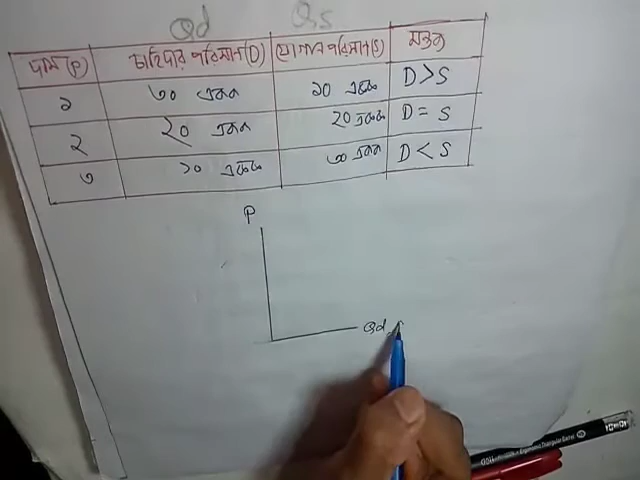 Qd Qs
দাম (P) চাহিদার পরিমান (D) যোগান পরিমান (S) মন্তব্য
১ ৩০ একক ১০ একক D > S
২ ২০ একক ২০ একক D = S
৩ ১০ একক ৩০ একক D < S
P
Qd,